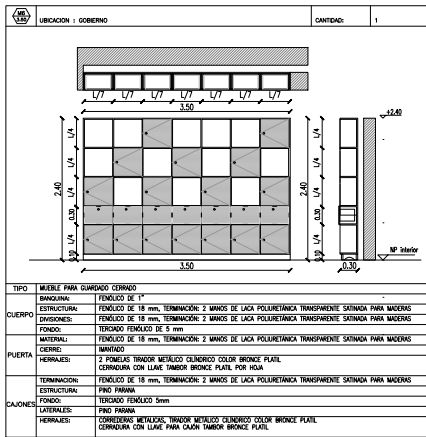 M6
3.50
UBICACION : GOBIERNO
CANTIDAD:
1
L/7 L/7 L/7 L/7 L/7 L/7 L/7
3.50
+2.40
L/4
L/4
L/4
0.30
L/4
0.10
2.40
L/4
L/4
L/4
0.30
L/4
0.10
2.40
3.50
0.30
NP interior
TIPO MUEBLE PARA GUARDADO CERRADO
CUERPO
BANQUINA: FENÓLICO DE 1"
ESTRUCTURA: FENÓLICO DE 18 mm, TERMINACIÓN: 2 MANOS DE LACA POLIURETÁNICA TRANSPARENTE SATINADA PARA MADERAS
DIVISIONES: FENÓLICO DE 18 mm, TERMINACIÓN: 2 MANOS DE LACA POLIURETÁNICA TRANSPARENTE SATINADA PARA MADERAS
FONDO: TERCIADO FENÓLICO DE 5 mm
PUERTA
MATERIAL: FENÓLICO DE 18 mm, TERMINACIÓN: 2 MANOS DE LACA POLIURETÁNICA TRANSPARENTE SATINADA PARA MADERAS
CIERRE: IMANTADO
HERRAJES: 2 POMELAS TIRADOR METÁLICO CILÍNDRICO COLOR BRONCE PLATIL
CERRADURA CON LLAVE TAMBOR BRONCE PLATIL POR HOJA
CAJONES
TERMINACION: FENÓLICO DE 18 mm, TERMINACIÓN: 2 MANOS DE LACA POLIURETÁNICA TRANSPARENTE SATINADA PARA MADERAS
ESTRUCTURA: PINO PARANA
FONDO: TERCIADO FENÓLICO 5mm
LATERALES: PINO PARANA
HERRAJES: CORREDERAS METALICAS, TIRADOR METÁLICO CILINDRICO COLOR BRONCE PLATIL
CERRADURA CON LLAVE PARA CAJÓN TAMBOR BRONCE PLATIL